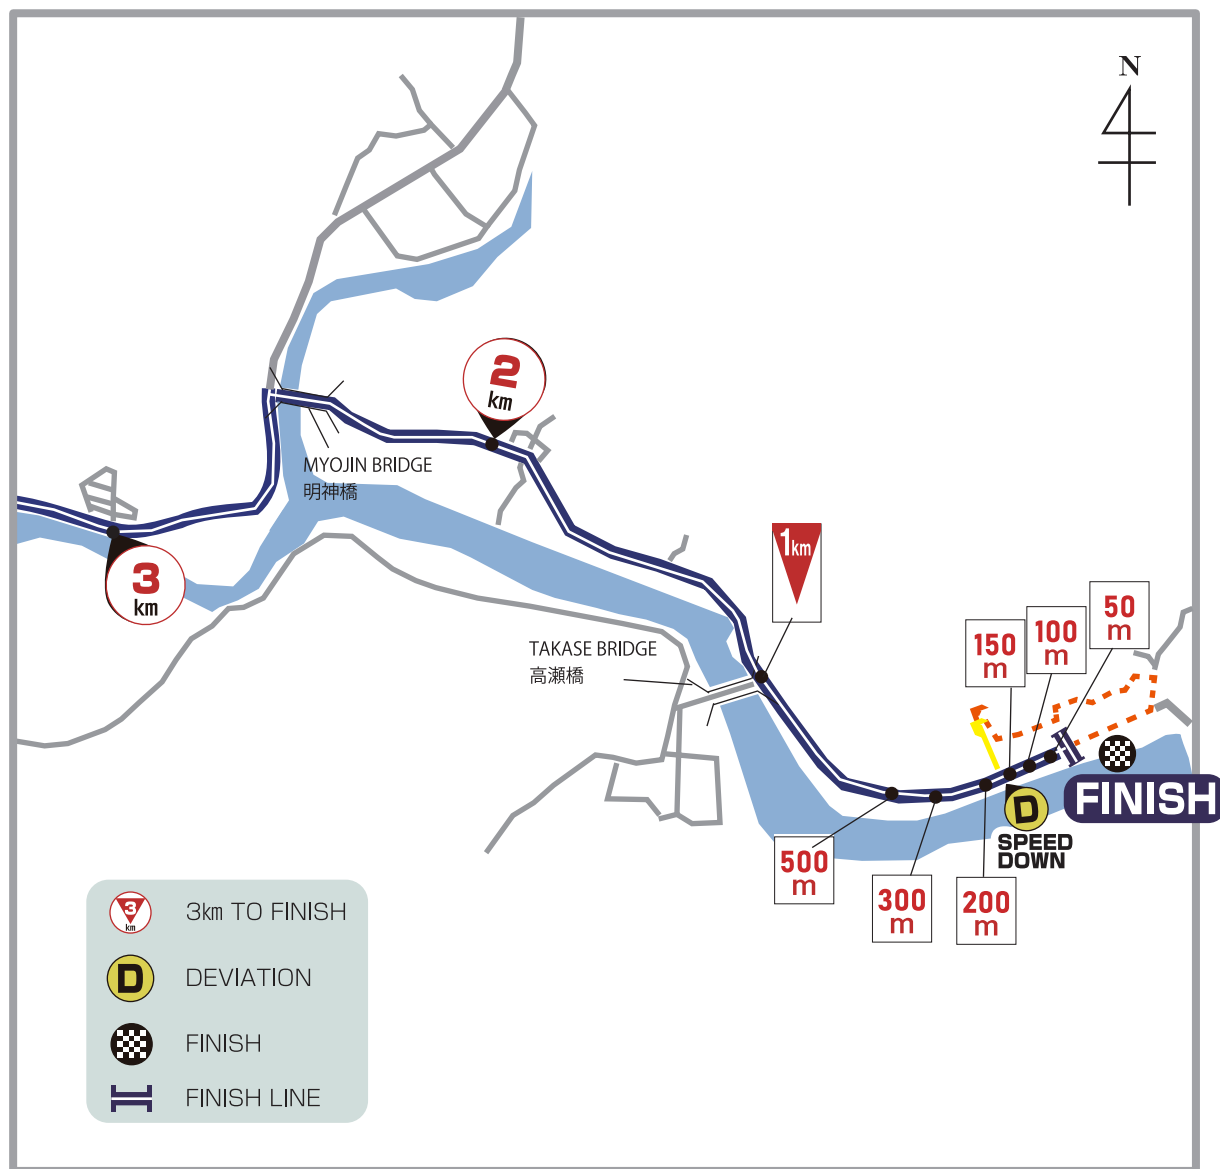 N
2
km
MYOJIN BRIDGE
明神橋
3
km
1km
TAKASE BRIDGE
高瀬橋
50
m
100
m
150
m
FINISH
D
SPEED
DOWN
500
m
300
m
200
m
3
km
3km TO FINISH
D
DEVIATION
FINISH
FINISH LINE